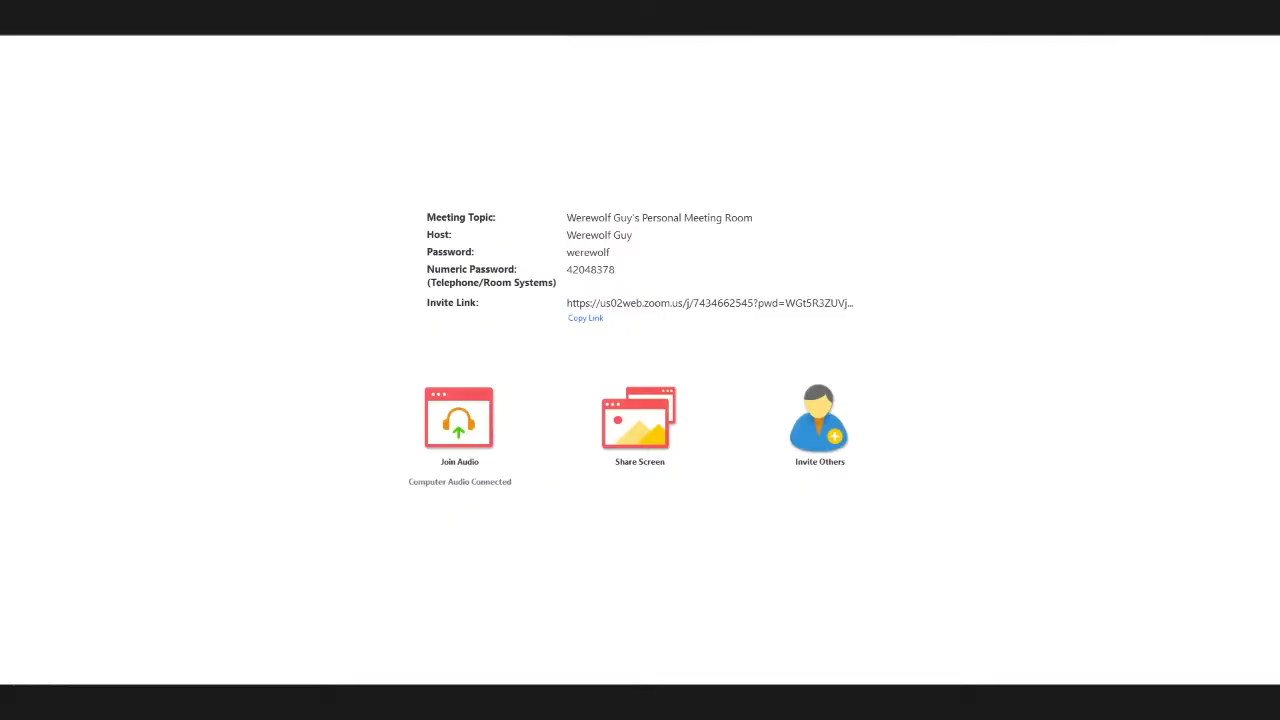 Meeting Topic: Werewolf Guy's Personal Meeting Room
Host: Werewolf Guy
Password: werewolf
Numeric Password: 42048378
(Telephone/Room Systems)
Invite Link: https://us02web.zoom.us/j/7434662545?pwd=WGt5R3ZUVj...
Copy Link
Join Audio Share Screen Invite Others
Computer Audio Connected